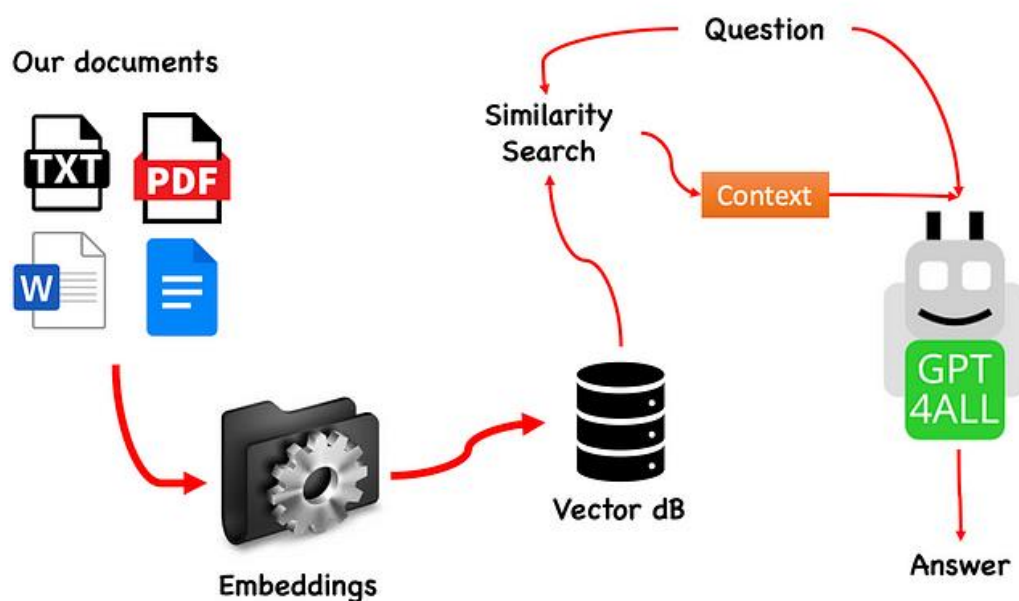 Our documents
TXT
PDF
W
Embeddings
Vector dB
Similarity
Search
Question
Context
GPT
4ALL
Answer